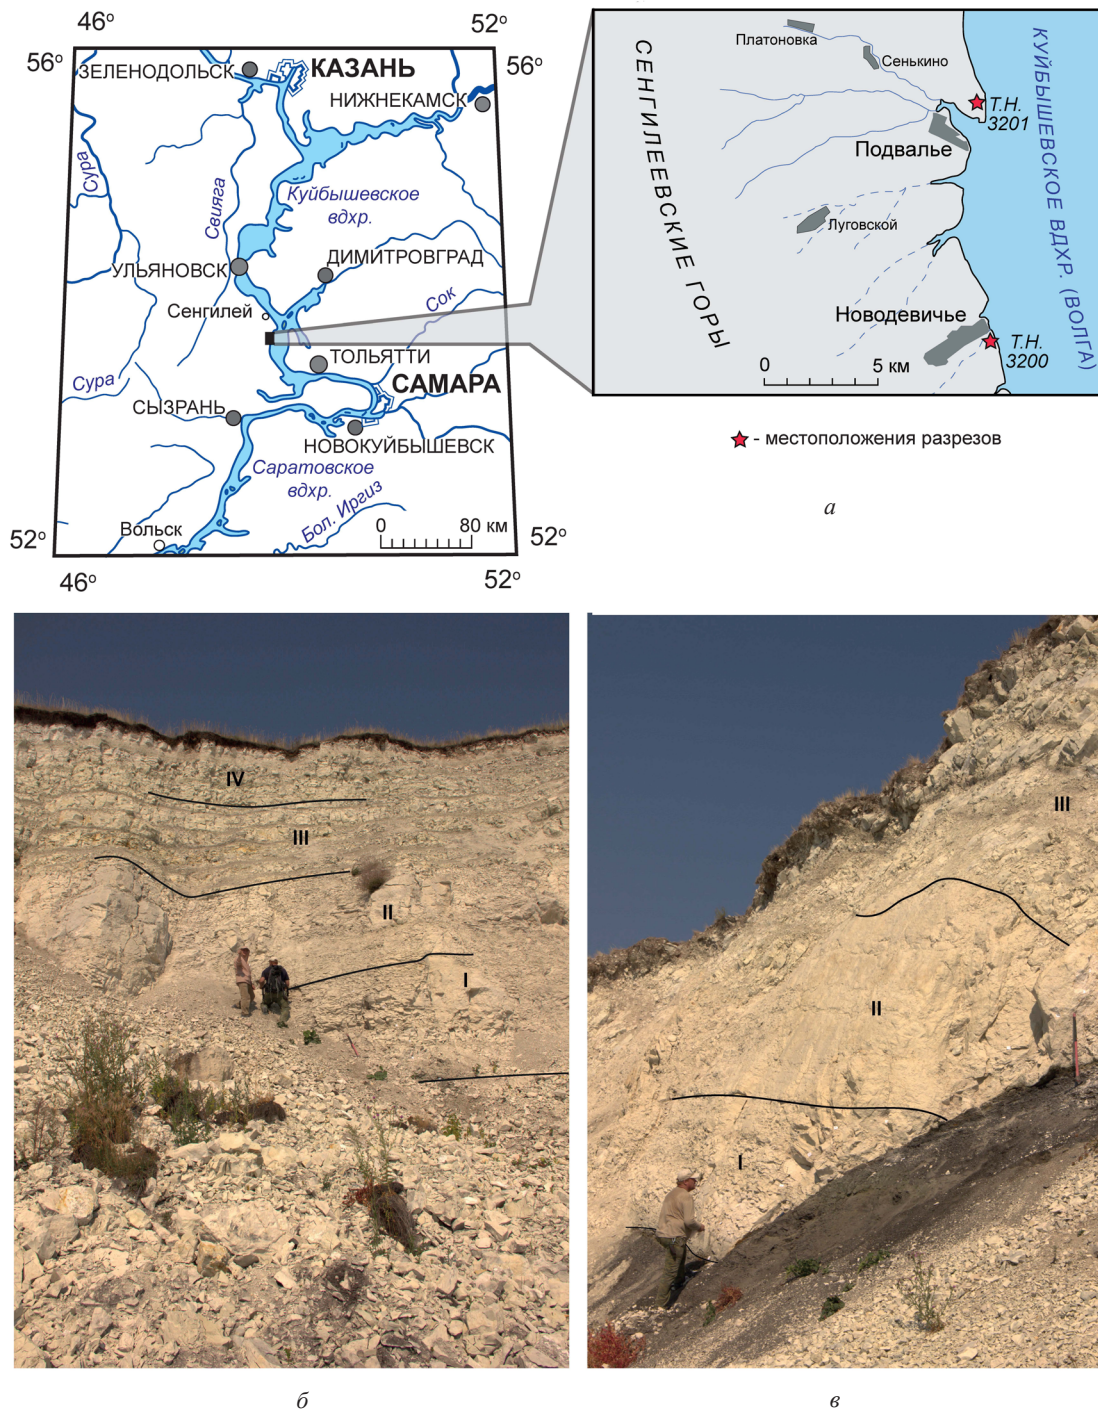 46°
52°
56°
56°
ЗЕЛЕНОДОЛЬСК
КАЗАНЬ
НИЖНЕКАМСК
Сура
Свияга
Куйбышевское
вдхр.
УЛЬЯНОВСК
ДИМИТРОВГРАД
Сенгилей
Сок
ТОЛЬЯТТИ
Сура
САМАРА
СЫЗРАНЬ
НОВОКУЙБЫШЕВСК
Саратовское
вдхр.
Бол. Иргиз
Вольск
0 80 км
52°
52°
46°
52°
СЕНГИЛЕЕВСКИЕ ГОРЫ
Платоновка
Сенькино
Т.Н.
3201
Подвалье
КУЙБЫШЕВСКОЕ ВДХР. (ВОЛГА)
Луговской
Новодевичье
Т.Н.
3200
0 5 км
- местоположения разрезов
а
IV
III
II
I
б
III
II
I
в